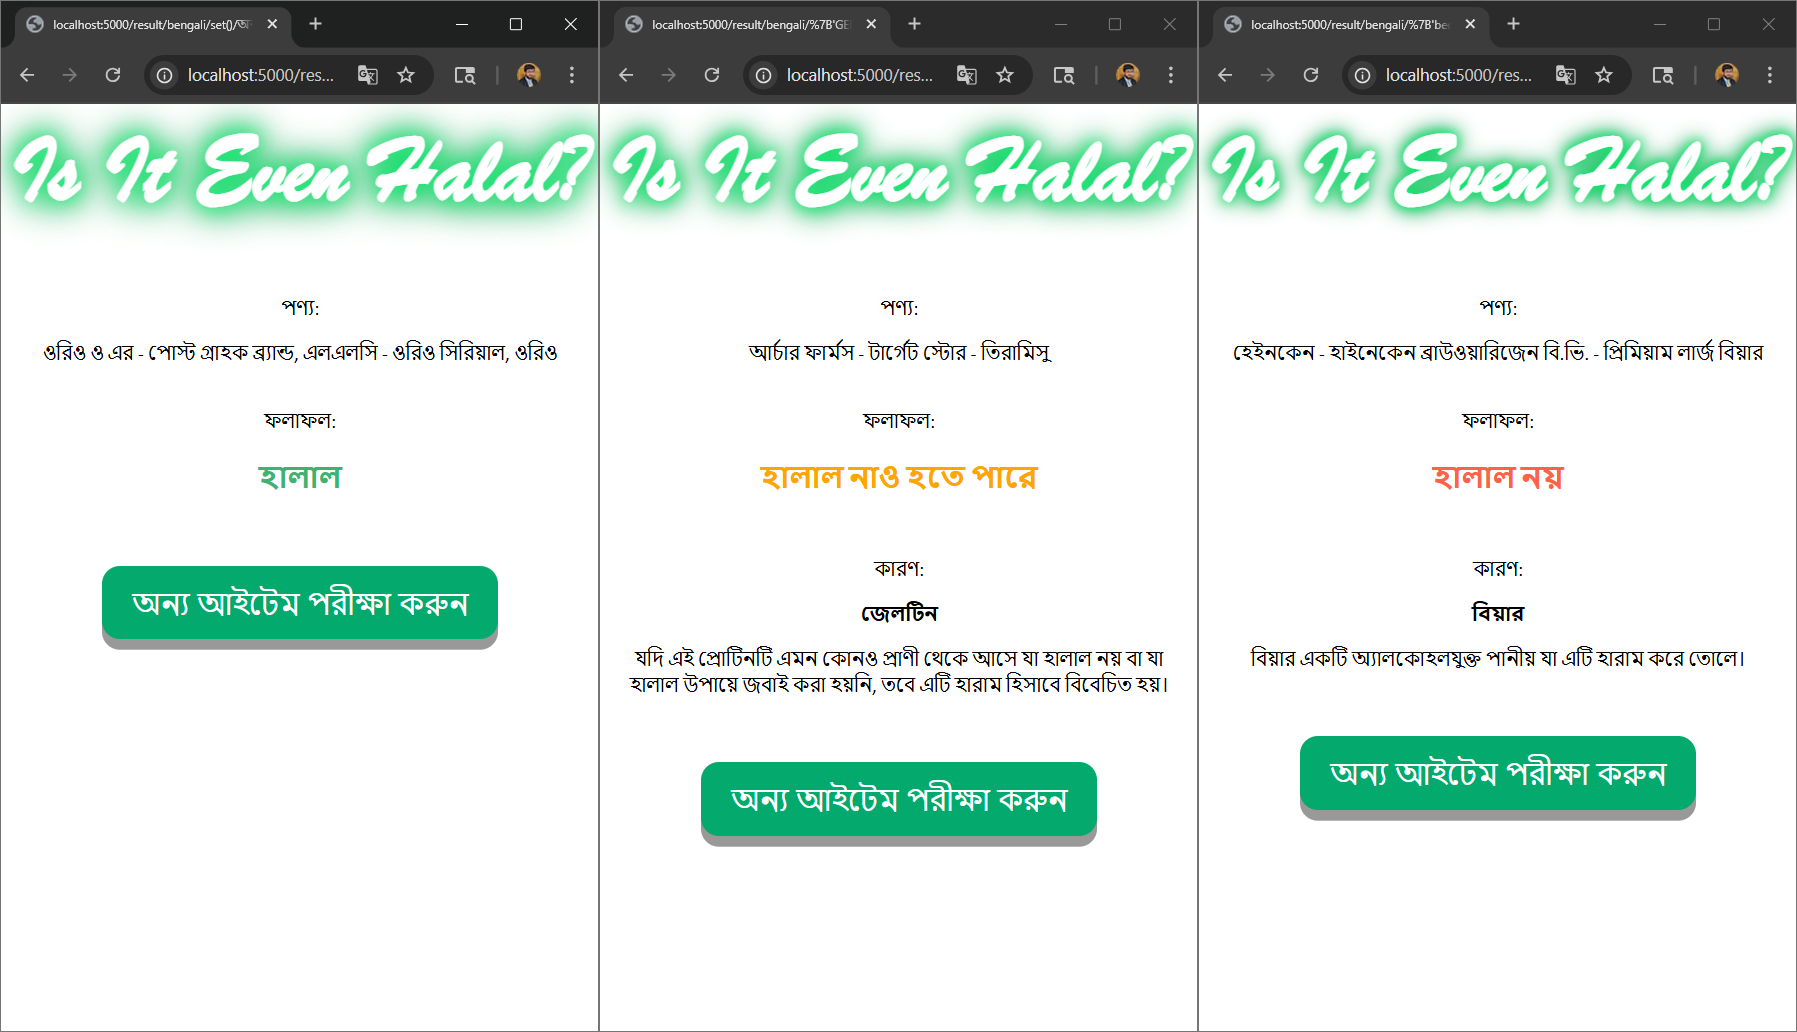 localhost:5000/result/bengali/set()/
localhost:5000/res...
Is It Even Halal?
পণ্য:
ওরিও ও এর - পোস্ট গ্রাহক ব্র্যান্ড, এলএলসি - ওরিও সিরিয়াল, ওরিও
ফলাফল:
হালাল
অন্য আইটেম পরীক্ষা করুন
localhost:5000/result/bengali/%7B'GE
localhost:5000/res...
Is It Even Halal?
পণ্য:
আর্চার ফার্মস - টার্গেট স্টোর - তিরামিসু
ফলাফল:
হালাল নাও হতে পারে
কারণ:
জেলটিন
যদি এই প্রোটিনটি এমন কোনও প্রাণী থেকে আসে যা হালাল নয় বা যা
হালাল উপায়ে জবাই করা হয়নি, তবে এটি হারাম হিসাবে বিবেচিত হয়।
অন্য আইটেম পরীক্ষা করুন
localhost:5000/result/bengali/%7B'be
localhost:5000/res...
Is It Even Halal?
পণ্য:
হেইনকেন - হাইনেকেন ব্রাউওয়ারিজেন বি.ভি. - প্রিমিয়াম লার্জ বিয়ার
ফলাফল:
হালাল নয়
কারণ:
বিয়ার
বিয়ার একটি অ্যালকোহলযুক্ত পানীয় যা এটি হারাম করে তোলে।
অন্য আইটেম পরীক্ষা করুন